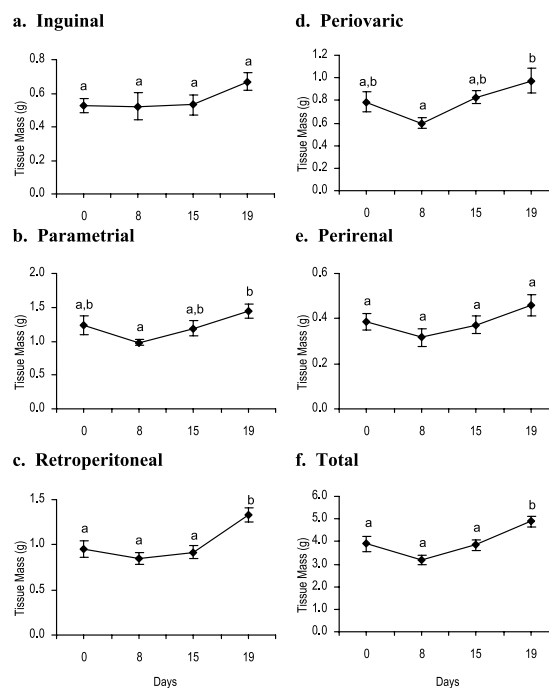 a. Inguinal
0.8
0.6
0.4
0.2
0.0
Tissue Mass (g)
a
a
a
a
0
8
15
19
b. Parametrial
2.0
1.5
1.0
0.5
0.0
Tissue Mass (g)
a,b
a
a,b
b
0
8
15
19
c. Retroperitoneal
1.5
1.0
0.5
0.0
Tissue Mass (g)
a
a
a
b
0
8
15
19
Days
d. Periovaric
1.2
1.0
0.8
0.6
0.4
0.2
0.0
Tissue Mass (g)
a,b
a
a,b
b
0
8
15
19
e. Perirenal
0.6
0.4
0.2
0.0
Tissue Mass (g)
a
a
a
a
0
8
15
19
f. Total
6.0
5.0
4.0
3.0
2.0
1.0
0.0
Tissue Mass (g)
a
a
a
b
0
8
15
19
Days